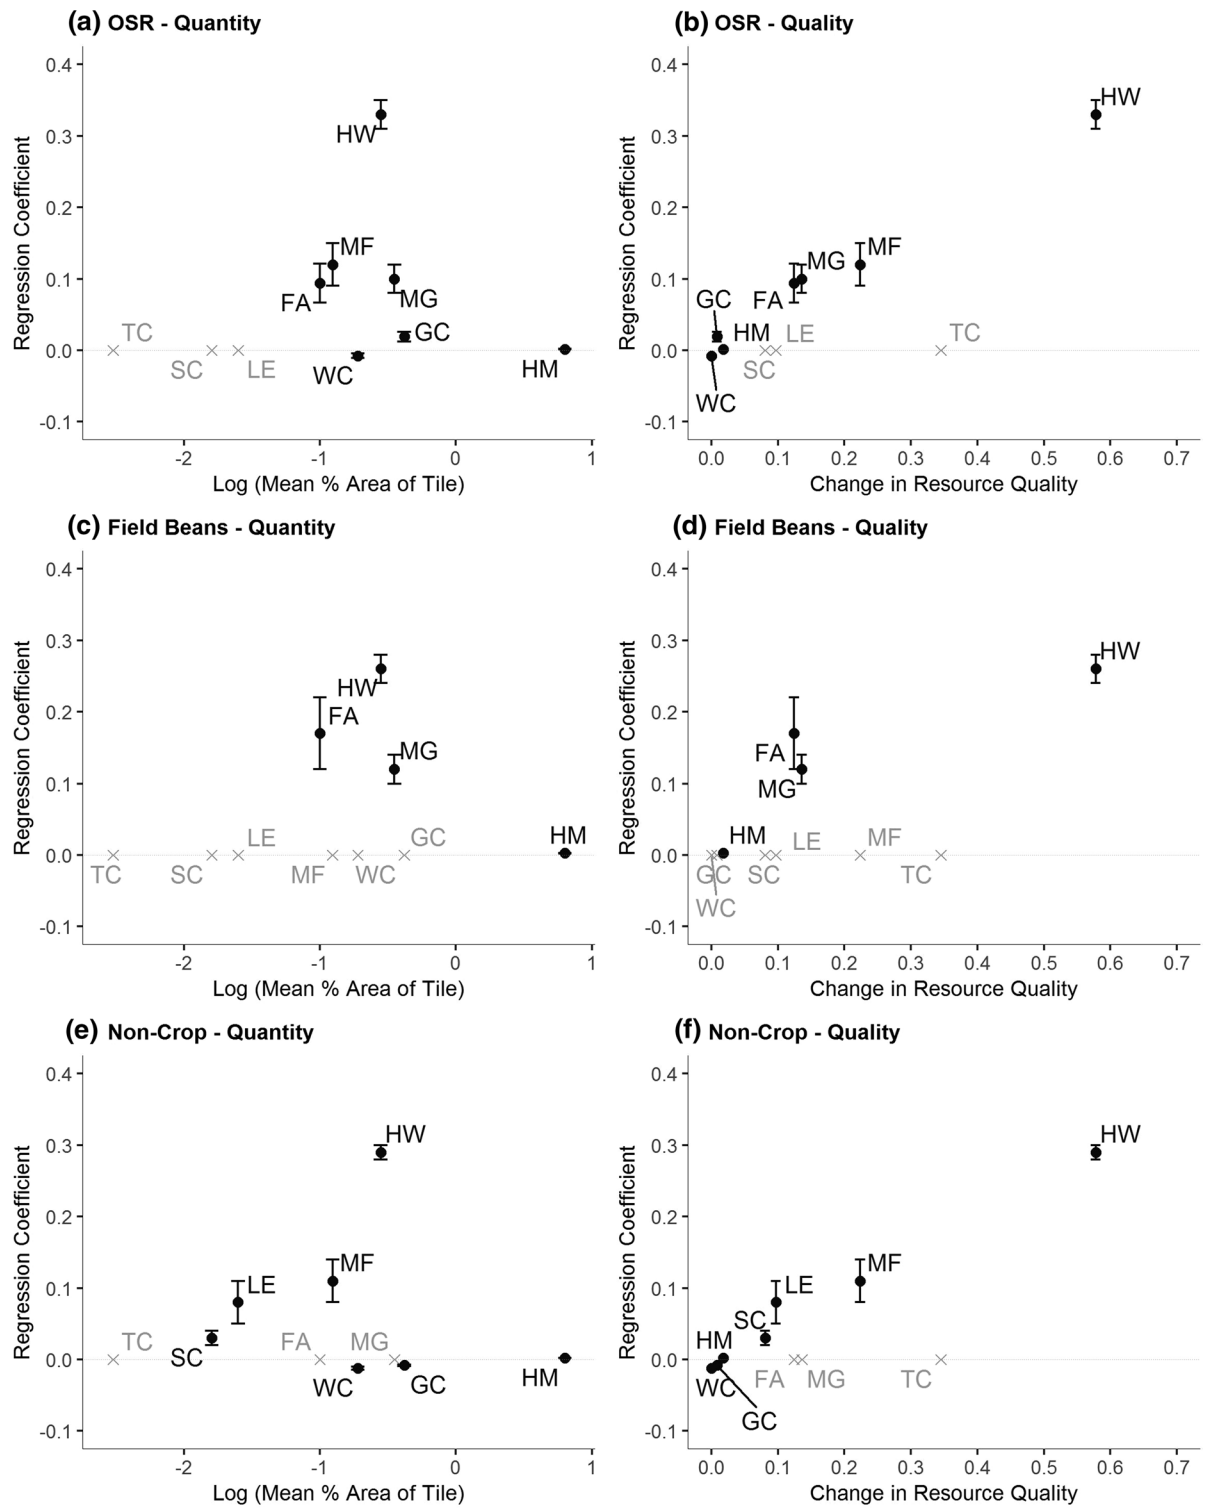 (a) OSR - Quantity
Regression Coefficient
0.4
0.3
0.2
0.1
0.0
-0.1
HW
MF
FA
MG
GC
TC
SC
LE
WC
HM
-2
-1
0
1
Log (Mean % Area of Tile)
(b) OSR - Quality
Regression Coefficient
0.4
0.3
0.2
0.1
0.0
-0.1
HW
MF
MG
FA
GC
HM
LE
TC
SC
WC
0.0
0.1
0.2
0.3
0.4
0.5
0.6
0.7
Change in Resource Quality
(c) Field Beans - Quantity
Regression Coefficient
0.4
0.3
0.2
0.1
0.0
-0.1
HW
FA
MG
LE
GC
HM
TC
SC
MF
WC
-2
-1
0
1
Log (Mean % Area of Tile)
(d) Field Beans - Quality
Regression Coefficient
0.4
0.3
0.2
0.1
0.0
-0.1
HW
FA
MG
HM
LE
MF
GC
SC
TC
WC
0.0
0.1
0.2
0.3
0.4
0.5
0.6
0.7
Change in Resource Quality
(e) Non-Crop - Quantity
Regression Coefficient
0.4
0.3
0.2
0.1
0.0
-0.1
HW
MF
LE
TC
SC
FA
MG
WC
GC
HM
-2
-1
0
1
Log (Mean % Area of Tile)
(f) Non-Crop - Quality
Regression Coefficient
0.4
0.3
0.2
0.1
0.0
-0.1
HW
MF
LE
SC
HM
WC
FA
MG
TC
GC
0.0
0.1
0.2
0.3
0.4
0.5
0.6
0.7
Change in Resource Quality